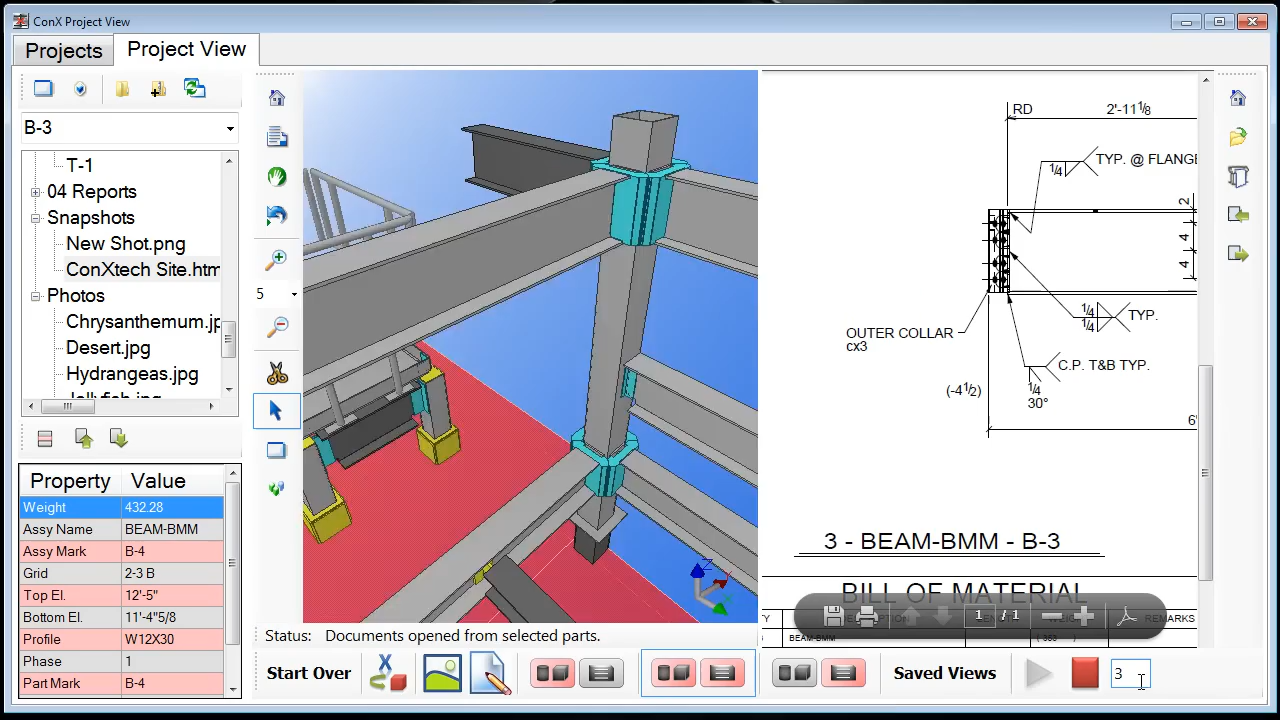 ConX Project View
Projects
Project View
B-3
T-1
04 Reports
Snapshots
New Shot.png
ConXtech Site.htm
Photos
Chrysanthemum.jp
Desert.jpg
Hydrangeas.jpg
Property Value
Weight 432.28
Assy Name BEAM-BMM
Assy Mark B-4
Grid 2-3 B
Top El. 12'-5"
Bottom El. 11'-4"5/8
Profile W12X30
Phase 1
Part Mark B-4
5
RD 2'-11 1/8
TYP. @ FLANGE
1/4
2
4
4
1/4
1/4
TYP.
OUTER COLLAR
cx3
C.P. T&B TYP.
1/4
30°
(-4 1/2)
6'
3 - BEAM-BMM - B-3
BILL OF MATERIAL
1 / 1
REMARKS
BEAM-BMM
Status: Documents opened from selected parts.
Start Over
Saved Views
3